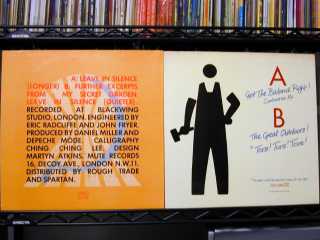 A: LEAVE IN SILENCE
(LONGER) B: FURTHER EXCERPTS
FROM: MY SECRET GARDEN;
LEAVE IN SILENCE (QUIETER).
RECORDED AT BLACKWING
STUDIO, LONDON. ENGINEERED BY
ERIC RADCLIFFE AND JOHN FRYER.
PRODUCED BY DANIEL MILLER AND
DEPECHE MODE. CALLIGRAPHY
CHING CHING LEE, DESIGN
MARTYN ATKINS, MUTE RECORDS
16, DECOY AVE., LONDON N.W.11.
DISTRIBUTED BY ROUGH TRADE
AND SPARTAN.
A
Get The Balance Right!
Combination Mix
B
The Great Outdoors!
Tora! Tora! Tora!